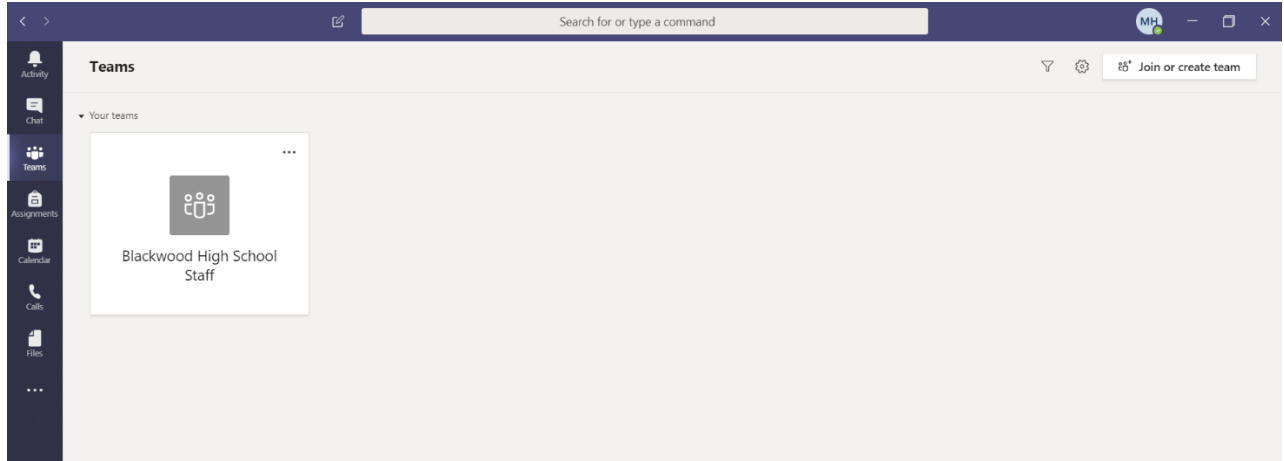 Search for or type a command
MH
Activity
Chat
Teams
Assignments
Calendar
Calls
Files
Teams
Join or create team
Your teams
Blackwood High School
Staff